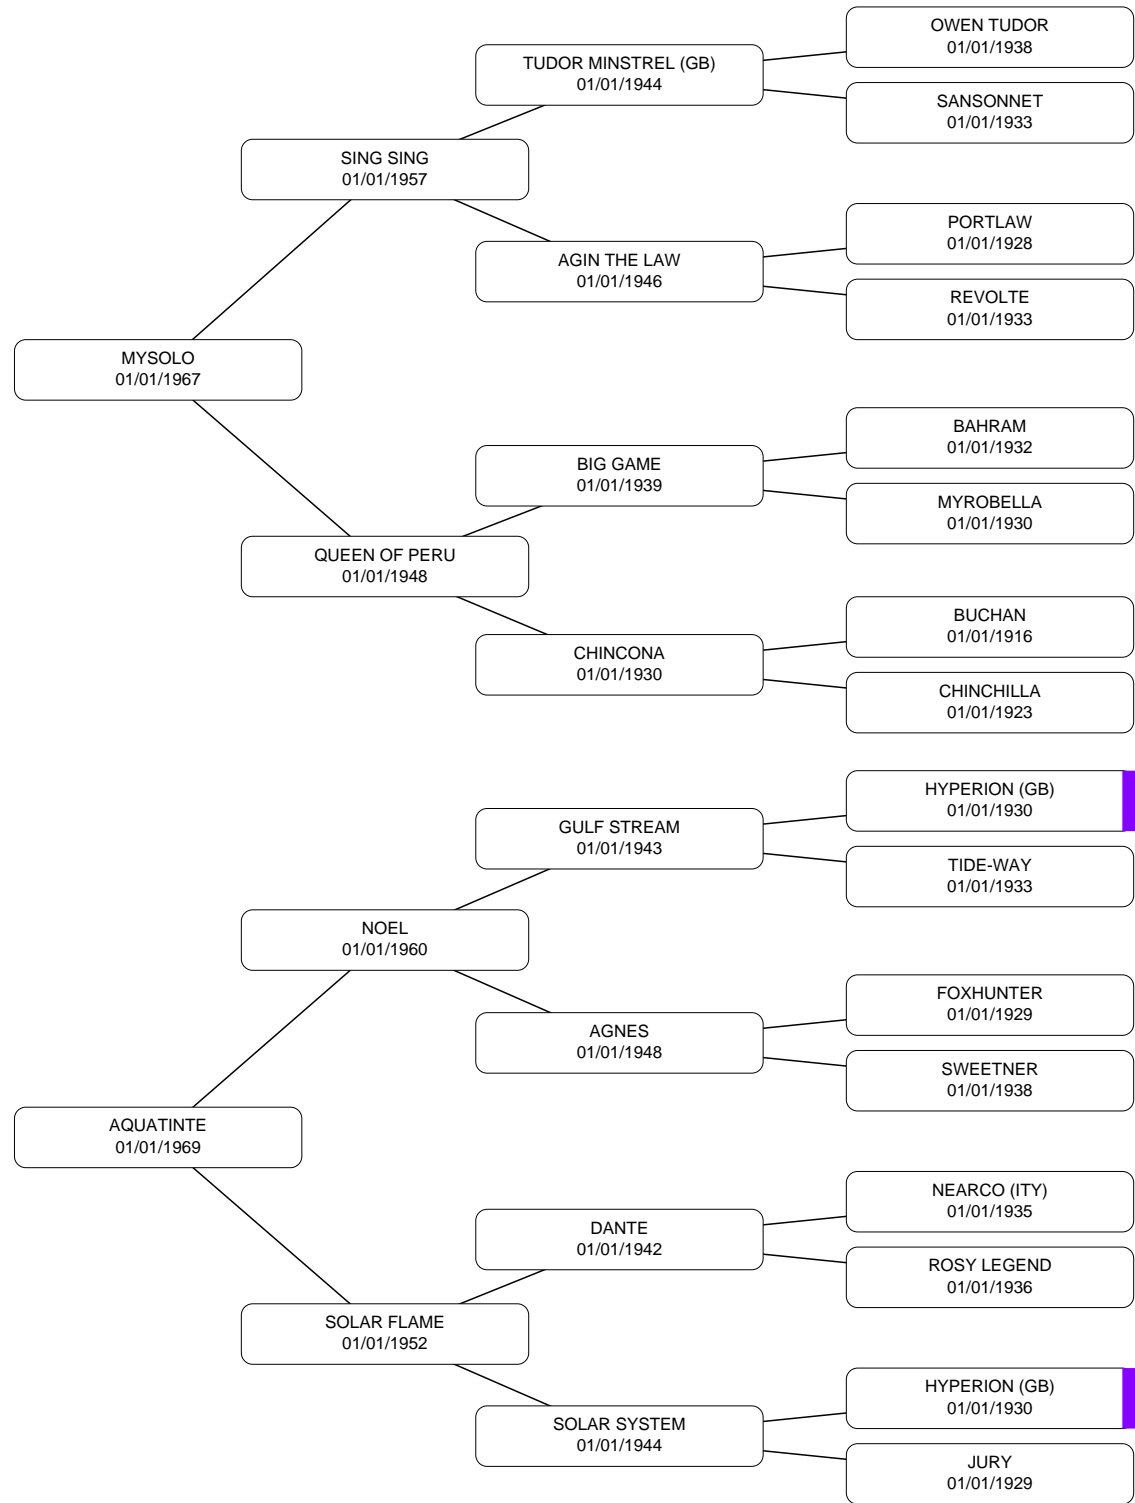 OWEN TUDOR
01/01/1938
TUDOR MINSTREL (GB)
01/01/1944
SANSONNET
01/01/1933
SING SING
01/01/1957
PORTLAW
01/01/1928
AGIN THE LAW
01/01/1946
REVOLTE
01/01/1933
MYSOLO
01/01/1967
BAHRAM
01/01/1932
BIG GAME
01/01/1939
MYROBELLA
01/01/1930
QUEEN OF PERU
01/01/1948
BUCHAN
01/01/1916
CHINCONA
01/01/1930
CHINCHILLA
01/01/1923
HYPERION (GB)
01/01/1930
GULF STREAM
01/01/1943
TIDE-WAY
01/01/1933
NOEL
01/01/1960
FOXHUNTER
01/01/1929
AGNES
01/01/1948
SWEETNER
01/01/1938
AQUATINTE
01/01/1969
NEARCO (ITY)
01/01/1935
DANTE
01/01/1942
ROSY LEGEND
01/01/1936
SOLAR FLAME
01/01/1952
HYPERION (GB)
01/01/1930
SOLAR SYSTEM
01/01/1944
JURY
01/01/1929